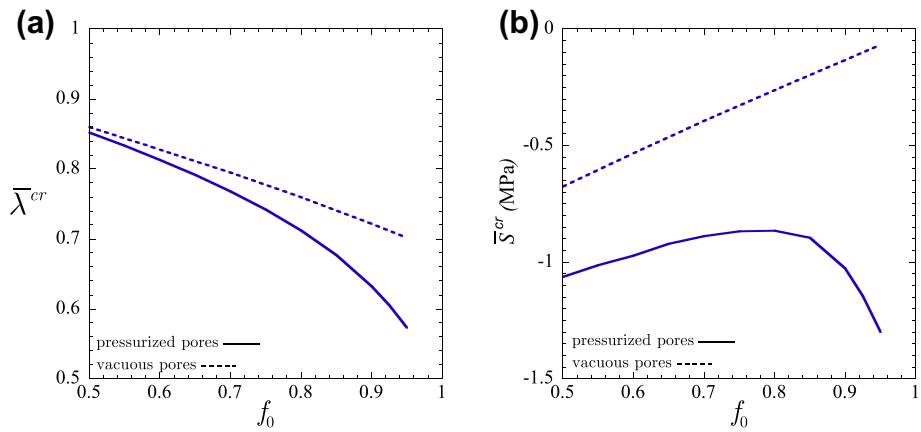 (a)
1
0.9
0.8
0.7
0.6
0.5
λ̅^cr
pressurized pores
vacuous pores
0.5 0.6 0.7 0.8 0.9 1
f₀
(b)
0
-0.5
-1
-1.5
S̅^cr (MPa)
pressurized pores
vacuous pores
0.5 0.6 0.7 0.8 0.9 1
f₀